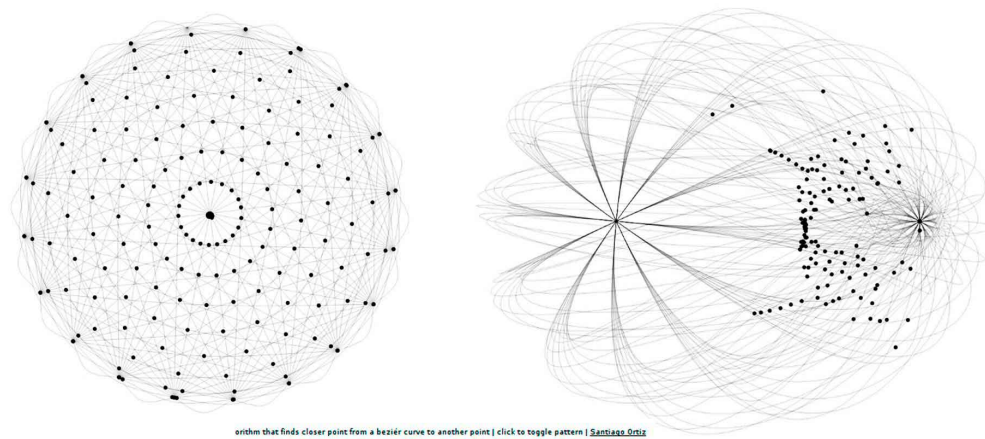 orithm that finds closer point from a beziér curve to another point | click to toggle pattern | Santiago Ortiz